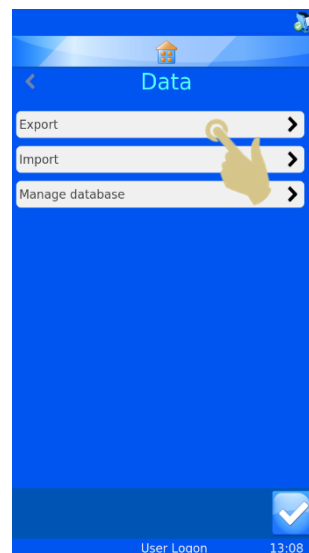 Data
Export
Import
Manage database
User Logon 13:08